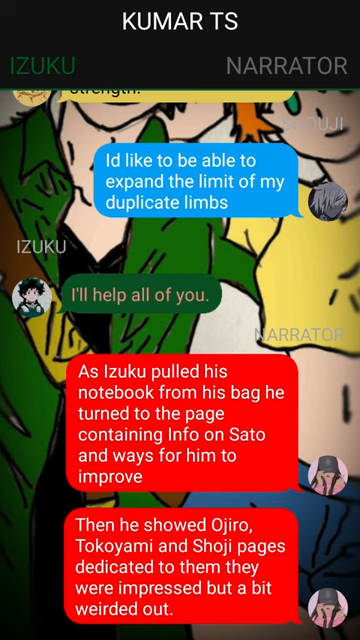 KUMAR TS
IZUKU NARRATOR
strength.
Id like to be able to
expand the limit of my
duplicate limbs
IZUKU
I'll help all of you.
NARRATOR
As Izuku pulled his
notebook from his bag he
turned to the page
containing Info on Sato
and ways for him to
improve
Then he showed Ojiro,
Tokoyami and Shoji pages
dedicated to them they
were impressed but a bit
weirded out.